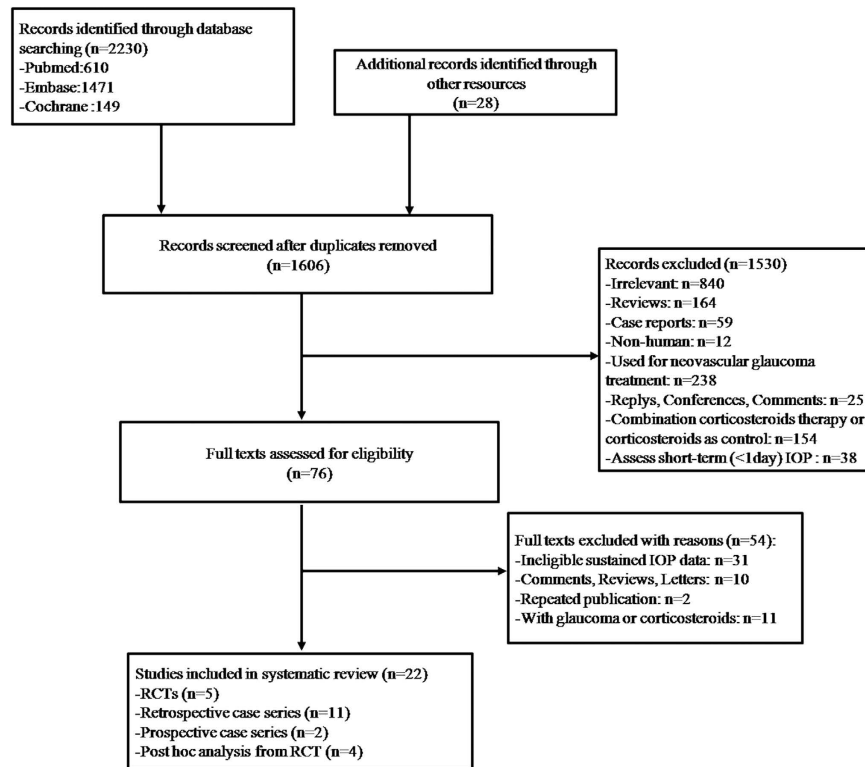 Records identified through database
searching (n=2230)
-Pubmed:610
-Embase:1471
-Cochrane :149
Additional records identified through
other resources
(n=28)
Records screened after duplicates removed
(n=1606)
Records excluded (n=1530)
-Irrelevant: n=840
-Reviews: n=164
-Case reports: n=59
-Non-human: n=12
-Used for neovascular glaucoma
treatment: n=238
-Replys, Conferences, Comments: n=25
-Combination corticosteroids therapy or
corticosteroids as control: n=154
-Assess short-term (<1day) IOP : n=38
Full texts assessed for eligibility
(n=76)
Full texts excluded with reasons (n=54):
-Ineligible sustained IOP data: n=31
-Comments, Reviews, Letters: n=10
-Repeated publication: n=2
-With glaucoma or corticosteroids: n=11
Studies included in systematic review (n=22)
-RCTs (n=5)
-Retrospective case series (n=11)
-Prospective case series (n=2)
-Post hoc analysis from RCT (n=4)